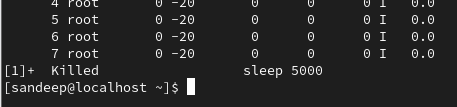 4 root 0 -20 0 0 0 I 0.0
5 root 0 -20 0 0 0 I 0.0
6 root 0 -20 0 0 0 I 0.0
7 root 0 -20 0 0 0 I 0.0
[1]+ Killed sleep 5000
[sandeep@localhost ~]$